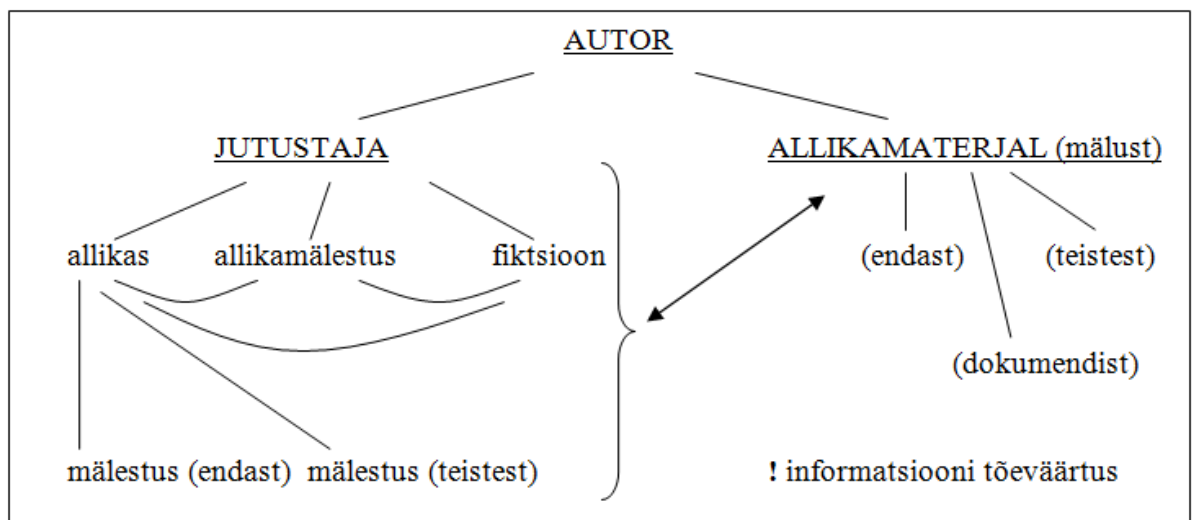 AUTOR
JUTUSTAJA ALLIKAMATERJAL (mälust)
allikas allikamälestus fiktsioon (endast) (teistest)
(dokumendist)
mälestus (endast) mälestus (teistest) ! informatsiooni tõeväärtus